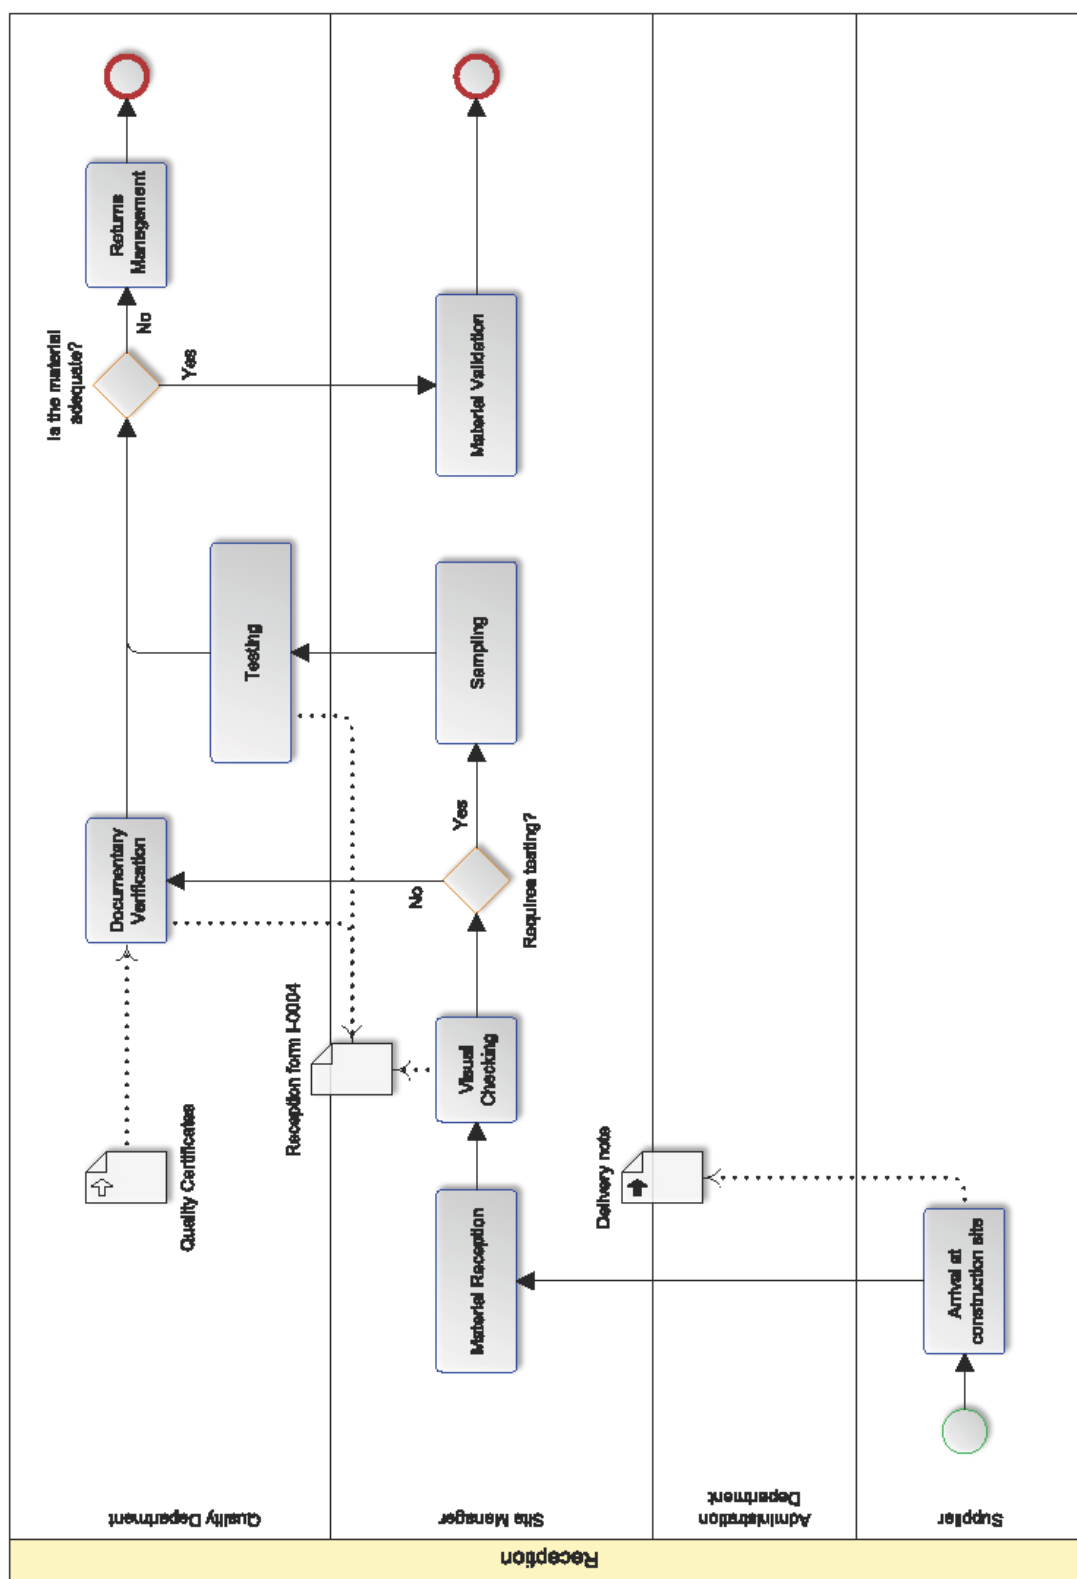 Reception
Quality Department
Site Manager
Administration
Department
Supplier
Arrival at
construction site
Delivery note
Material Reception
Visual
Checking
Reception form I-0004
Quality Certificates
Requires testing?
No
Yes
Documentary
Verification
Sampling
Testing
Is the material
adequate?
No
Yes
Returns
Management
Material Validation